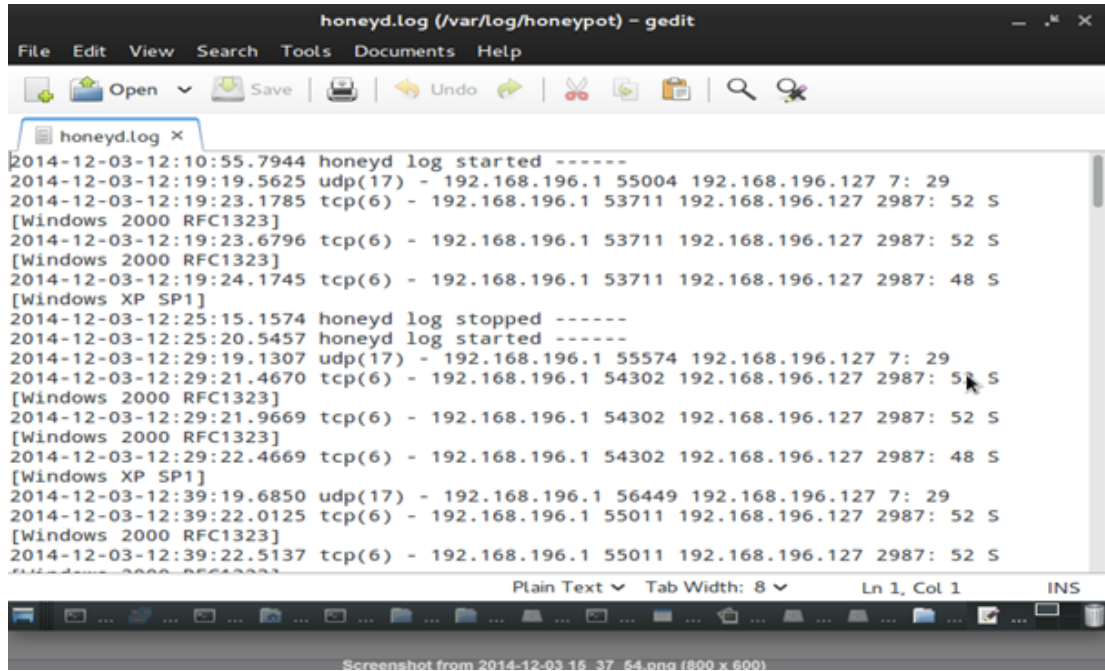 honeyd.log (/var/log/honeypot) – gedit
File Edit View Search Tools Documents Help
Open Save Undo
honeyd.log ×
2014-12-03-12:10:55.7944 honeyd log started ------
2014-12-03-12:19:19.5625 udp(17) - 192.168.196.1 55004 192.168.196.127 7: 29
2014-12-03-12:19:23.1785 tcp(6) - 192.168.196.1 53711 192.168.196.127 2987: 52 S
[Windows 2000 RFC1323]
2014-12-03-12:19:23.6796 tcp(6) - 192.168.196.1 53711 192.168.196.127 2987: 52 S
[Windows 2000 RFC1323]
2014-12-03-12:19:24.1745 tcp(6) - 192.168.196.1 53711 192.168.196.127 2987: 48 S
[Windows XP SP1]
2014-12-03-12:25:15.1574 honeyd log stopped ------
2014-12-03-12:25:20.5457 honeyd log started ------
2014-12-03-12:29:19.1307 udp(17) - 192.168.196.1 55574 192.168.196.127 7: 29
2014-12-03-12:29:21.4670 tcp(6) - 192.168.196.1 54302 192.168.196.127 2987: S
[Windows 2000 RFC1323]
2014-12-03-12:29:21.9669 tcp(6) - 192.168.196.1 54302 192.168.196.127 2987: 52 S
[Windows 2000 RFC1323]
2014-12-03-12:29:22.4669 tcp(6) - 192.168.196.1 54302 192.168.196.127 2987: 48 S
[Windows XP SP1]
2014-12-03-12:39:19.6850 udp(17) - 192.168.196.1 56449 192.168.196.127 7: 29
2014-12-03-12:39:22.0125 tcp(6) - 192.168.196.1 55011 192.168.196.127 2987: 52 S
[Windows 2000 RFC1323]
2014-12-03-12:39:22.5137 tcp(6) - 192.168.196.1 55011 192.168.196.127 2987: 52 S
Plain Text Tab Width: 8 Ln 1, Col 1 INS
Screenshot from 2014-12-03 15_37_54.png (800 x 600)